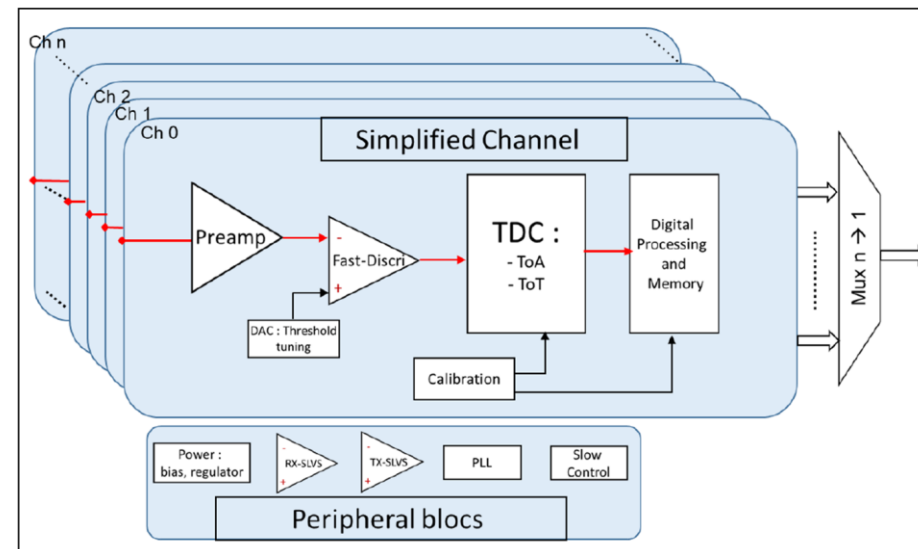 Ch n
Ch 2
Ch 1
Ch 0
Simplified Channel
Preamp
-
Fast-Discri
+
DAC : Threshold
tuning
TDC :
- ToA
- ToT
Digital
Processing
and
Memory
Calibration
Mux n → 1
Power :
bias, regulator
-
RX-SLVS
+
-
TX-SLVS
+
PLL
Slow
Control
Peripheral blocs